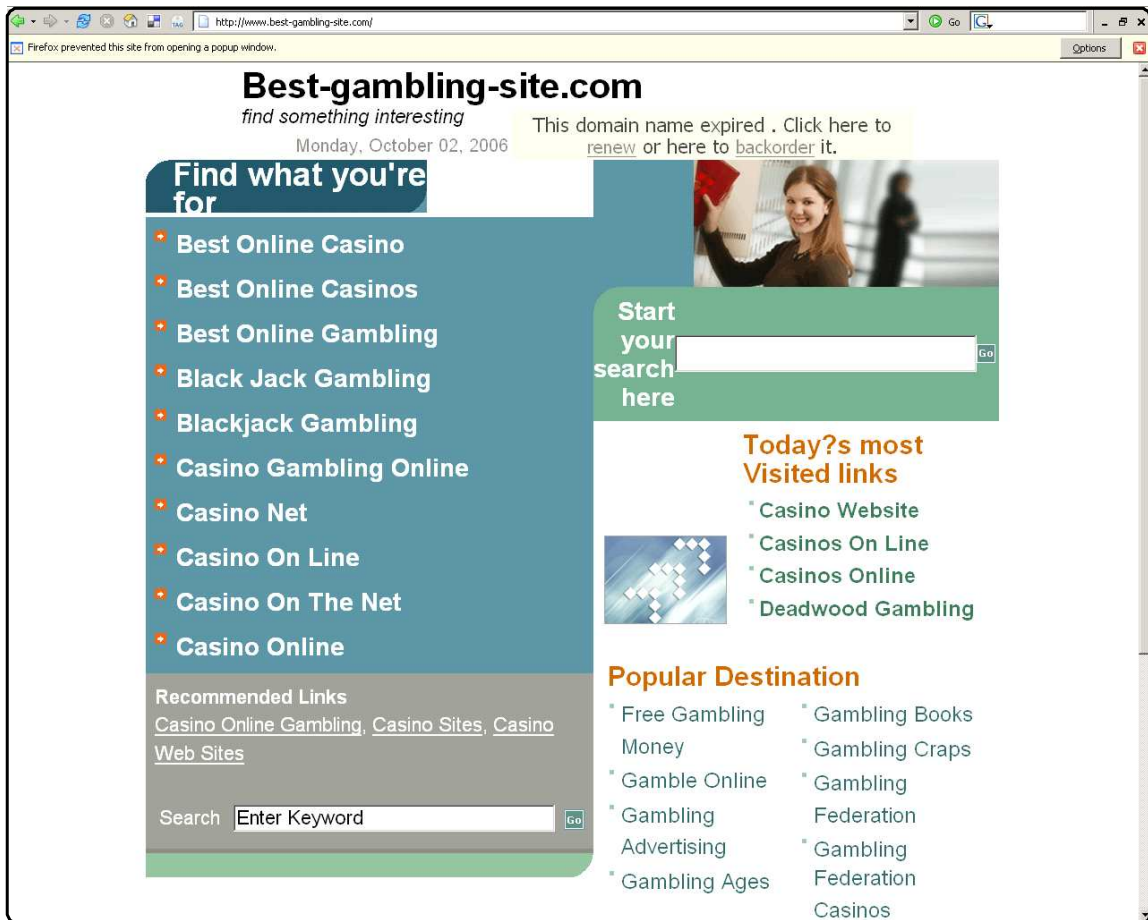 http://www.best-gambling-site.com/
Go
G
TAG
Firefox prevented this site from opening a popup window.
Options
Best-gambling-site.com
find something interesting
Monday, October 02, 2006
This domain name expired . Click here to
renew or here to backorder it.
Find what you're
for
Best Online Casino
Best Online Casinos
Best Online Gambling
Black Jack Gambling
Blackjack Gambling
Casino Gambling Online
Casino Net
Casino On Line
Casino On The Net
Casino Online
Recommended Links
Casino Online Gambling, Casino Sites, Casino
Web Sites
Search
Enter Keyword
Go
Start
your
search
here
Go
Today?s most
Visited links
Casino Website
Casinos On Line
Casinos Online
Deadwood Gambling
Popular Destination
Free Gambling
Money
Gamble Online
Gambling
Advertising
Gambling Ages
Gambling Books
Gambling Craps
Gambling
Federation
Gambling
Federation
Casinos